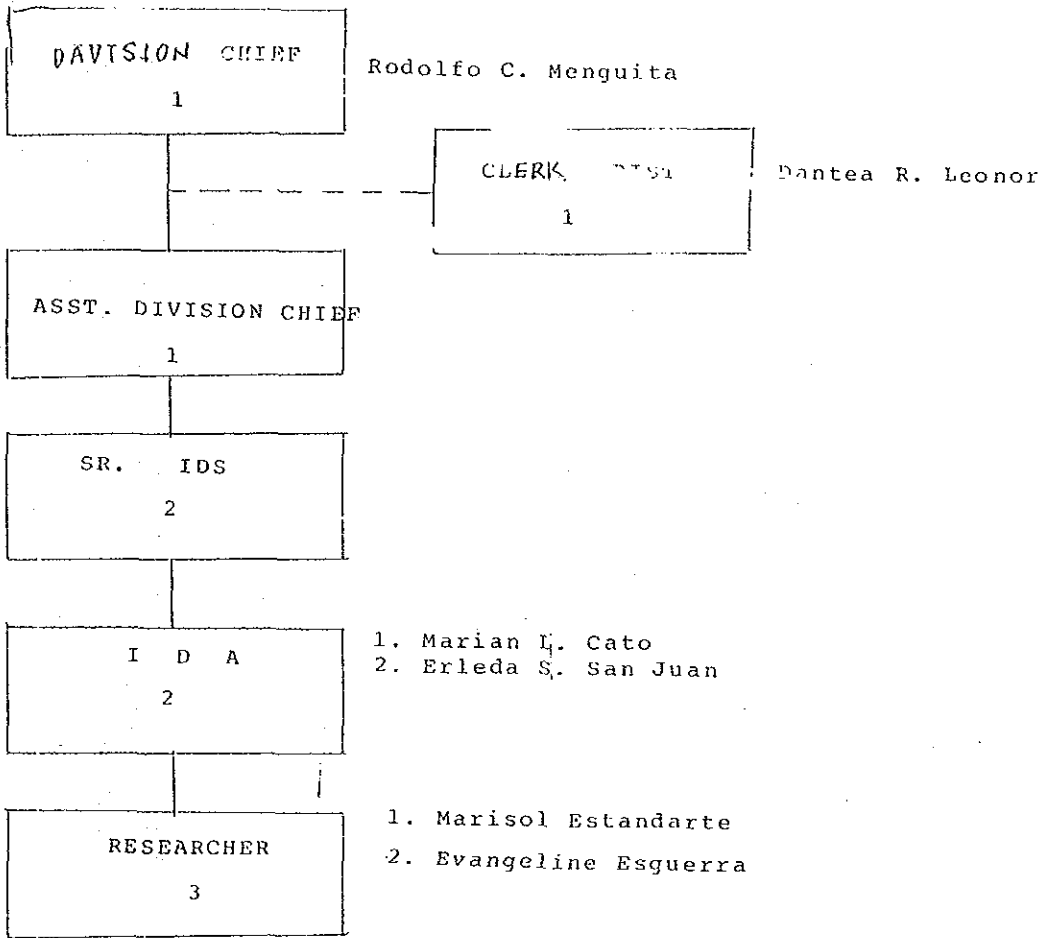 DAVISION CHIEF
1
Rodolfo C. Menguita
CLERK
1
Dantea R. Leonor
ASST. DIVISION CHIEF
1
SR. IDS
2
I D A
2
1. Marian L. Cato
2. Erleda S. San Juan
RESEARCHER
3
1. Marisol Estandarte
2. Evangeline Esguerra